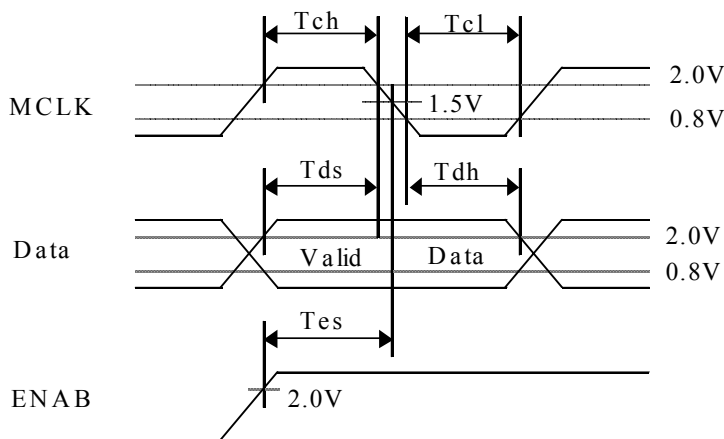 Tch Tcl
2.0V
MCLK 1.5V
0.8V
Tds Tdh
Data Valid Data 2.0V
0.8V
Tes
ENAB 2.0V